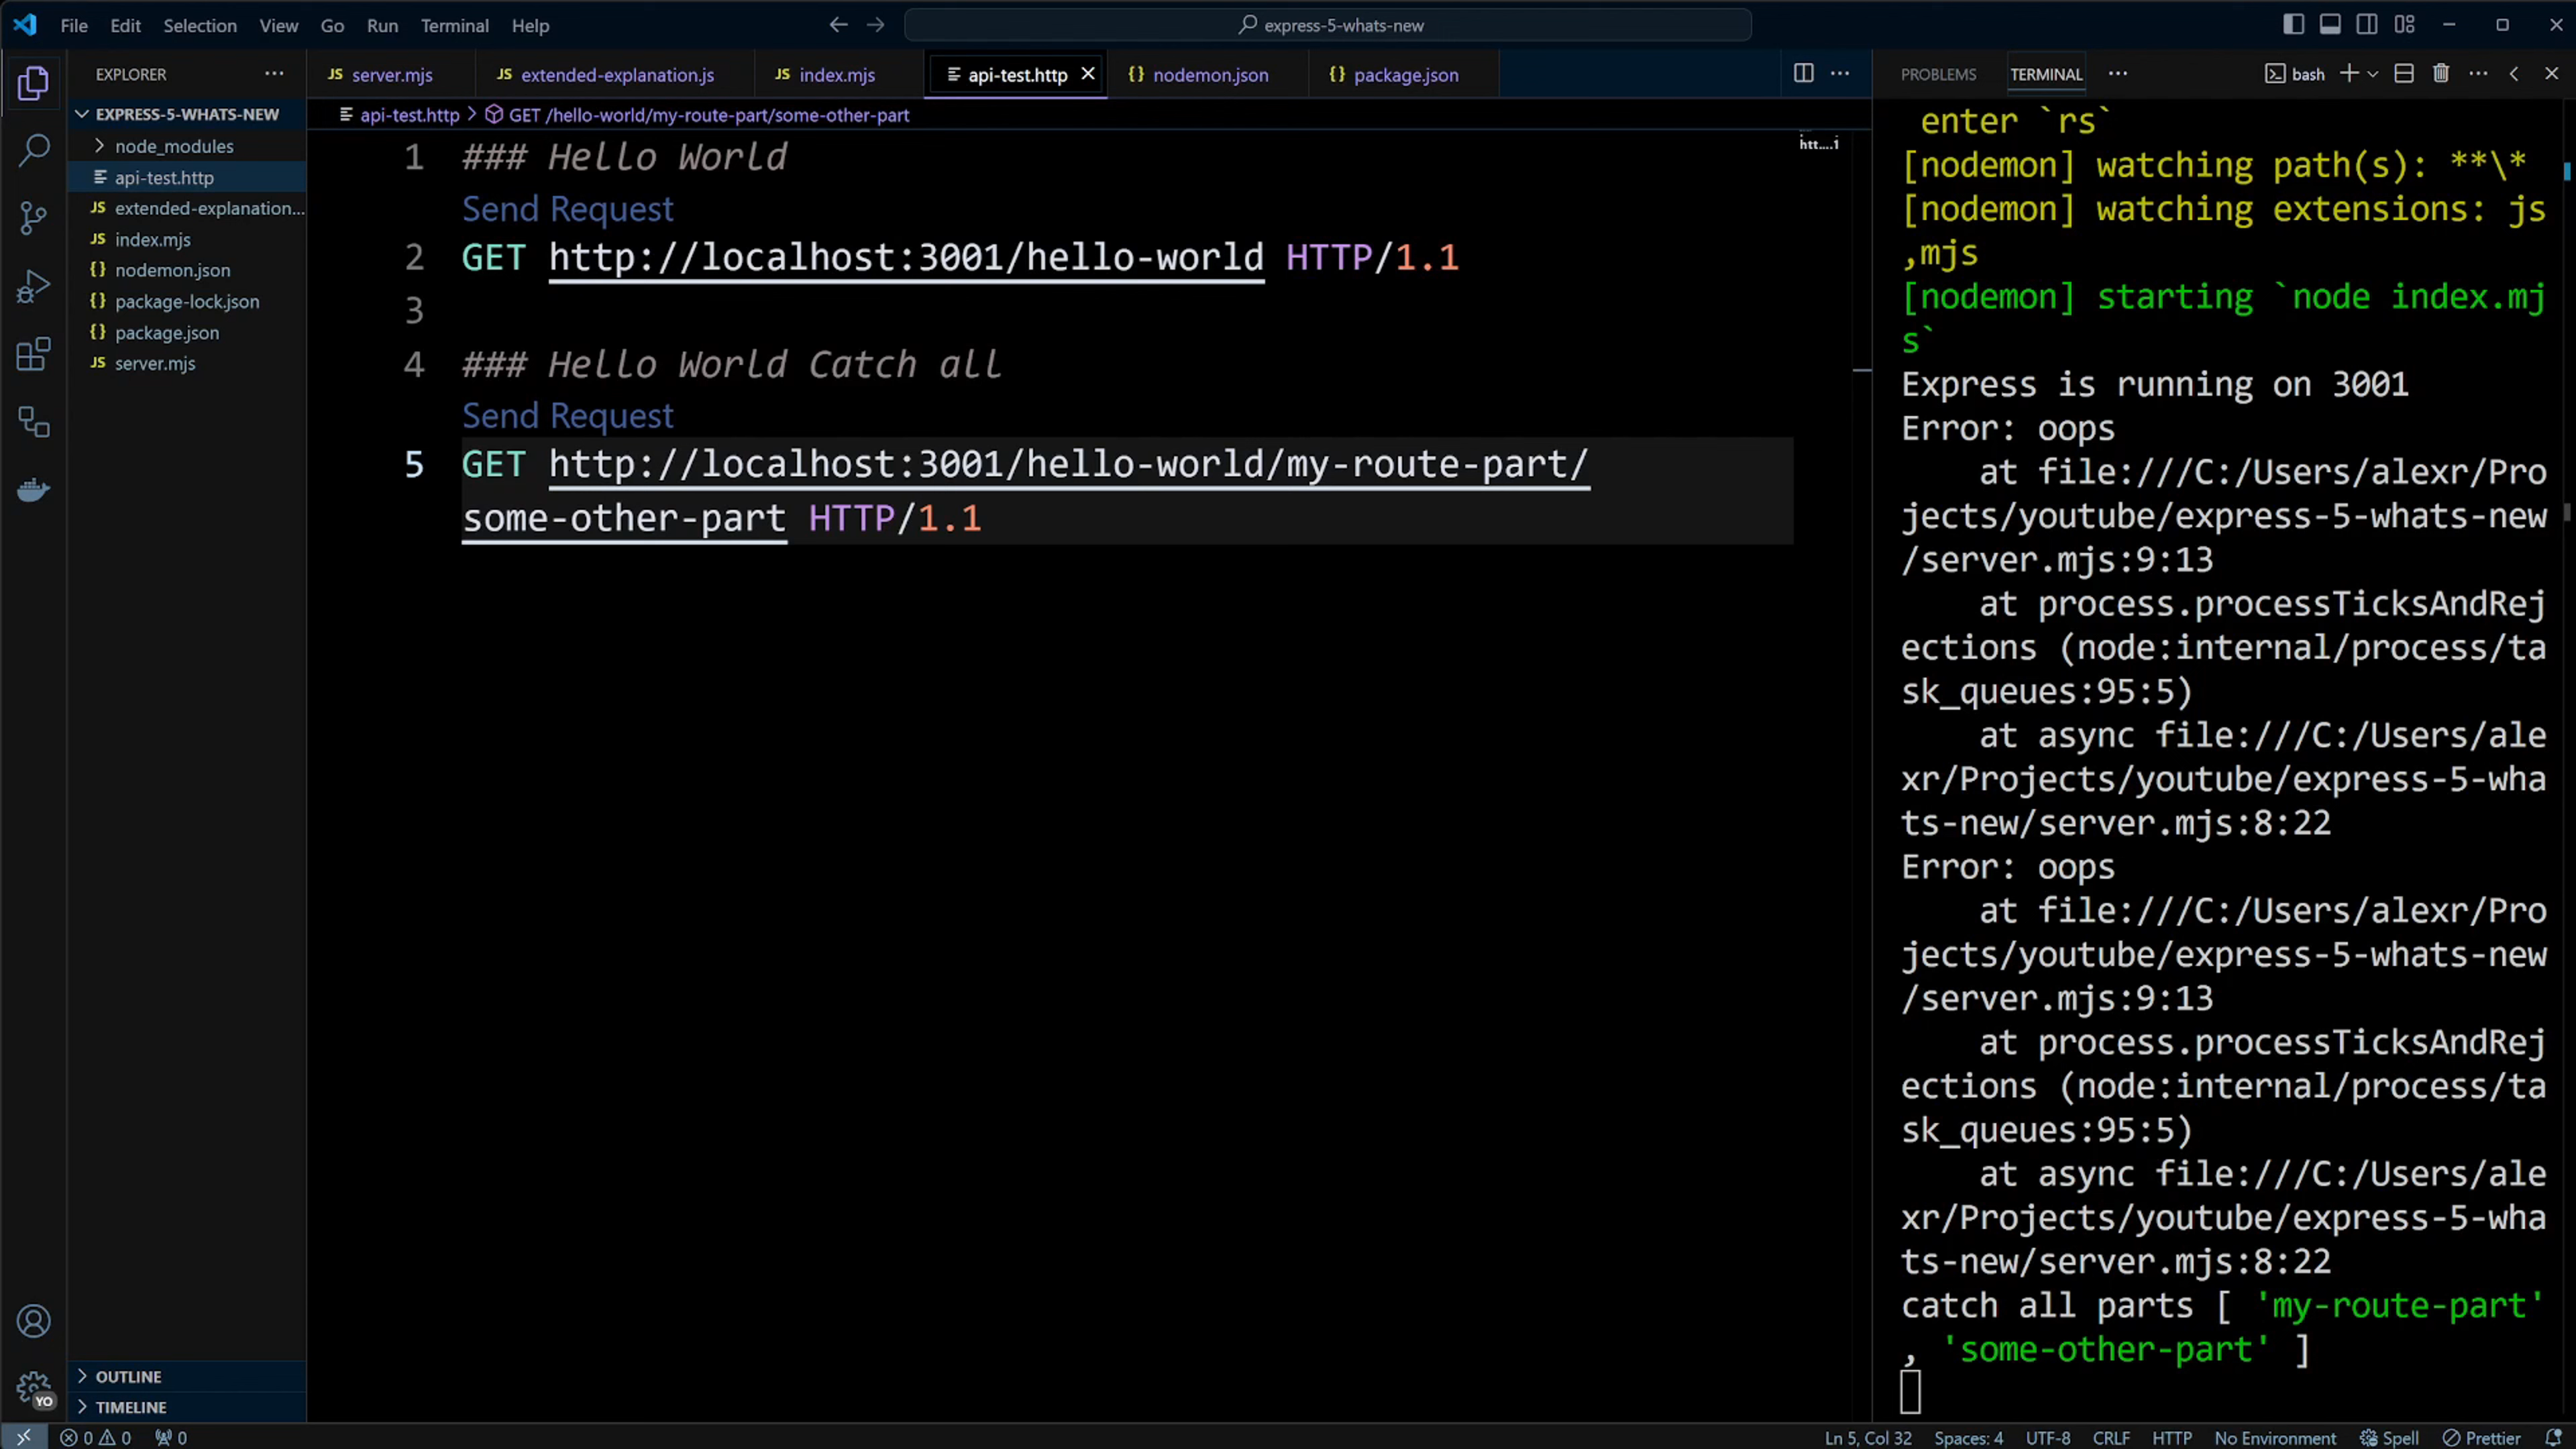 File Edit Selection View Go Run Terminal Help
express-5-whats-new
EXPLORER
EXPRESS-5-WHATS-NEW
node_modules
api-test.http
JS extended-explanation...
JS index.mjs
{} nodemon.json
{} package-lock.json
{} package.json
JS server.mjs
OUTLINE
TIMELINE
YO
JS server.mjs JS extended-explanation.js JS index.mjs api-test.http {} nodemon.json {} package.json
api-test.http > GET /hello-world/my-route-part/some-other-part
1 ### Hello World
Send Request
2 GET http://localhost:3001/hello-world HTTP/1.1
3
4 ### Hello World Catch all
Send Request
5 GET http://localhost:3001/hello-world/my-route-part/
some-other-part HTTP/1.1
htt....1
PROBLEMS TERMINAL bash
enter `rs`
[nodemon] watching path(s): **\*
[nodemon] watching extensions: js
,mjs
[nodemon] starting `node index.mj
s`
Express is running on 3001
Error: oops
at file:///C:/Users/alexr/Pro
jects/youtube/express-5-whats-new
/server.mjs:9:13
at process.processTicksAndRej
ections (node:internal/process/ta
sk_queues:95:5)
at async file:///C:/Users/ale
xr/Projects/youtube/express-5-wha
ts-new/server.mjs:8:22
Error: oops
at file:///C:/Users/alexr/Pro
jects/youtube/express-5-whats-new
/server.mjs:9:13
at process.processTicksAndRej
ections (node:internal/process/ta
sk_queues:95:5)
at async file:///C:/Users/ale
xr/Projects/youtube/express-5-wha
ts-new/server.mjs:8:22
catch all parts [ 'my-route-part'
, 'some-other-part' ]
0 0 0
Ln 5, Col 32 Spaces: 4 UTF-8 CRLF HTTP No Environment Spell Prettier